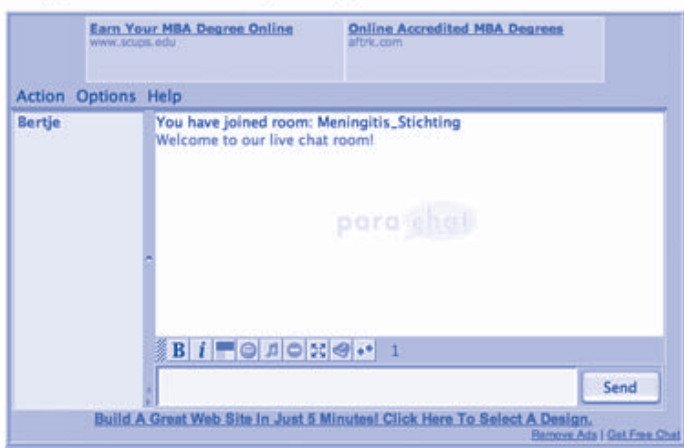 Earn Your MBA Degree Online
www.scups.edu
Online Accredited MBA Degrees
aftrk.com
Action Options Help
Bertje
You have joined room: Meningitis_Stichting
Welcome to our live chat room!
para chat
B i 1
Send
Build A Great Web Site In Just 5 Minutes! Click Here To Select A Design.
Remove Ads | Get Free Chat